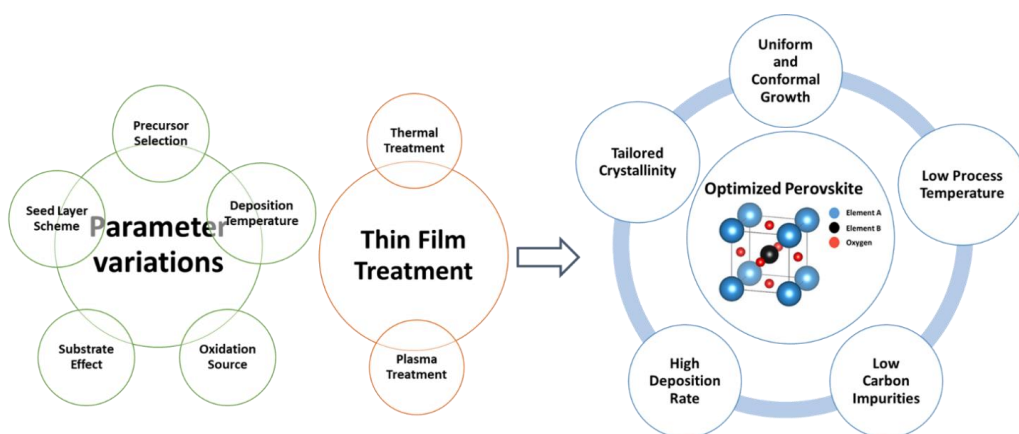 Precursor
Selection
Seed Layer
Scheme
Deposition
Temperature
Parameter
variations
Substrate
Effect
Oxidation
Source
Thermal
Treatment
Thin Film
Treatment
Plasma
Treatment
Uniform
and
Conformal
Growth
Tailored
Crystallinity
Low Process
Temperature
Optimized Perovskite
Element A
Element B
Oxygen
High
Deposition
Rate
Low
Carbon
Impurities